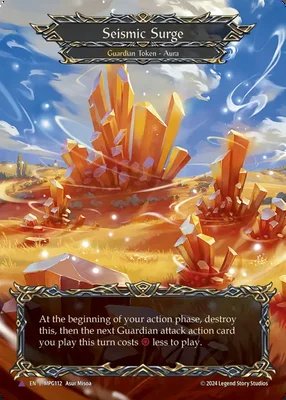 Seismic Surge
Guardian Token - Aura
At the beginning of your action phase, destroy
this, then the next Guardian attack action card
you play this turn costs less to play.
EN MPG112 Asur Misoa
© 2024 Legend Story Studios